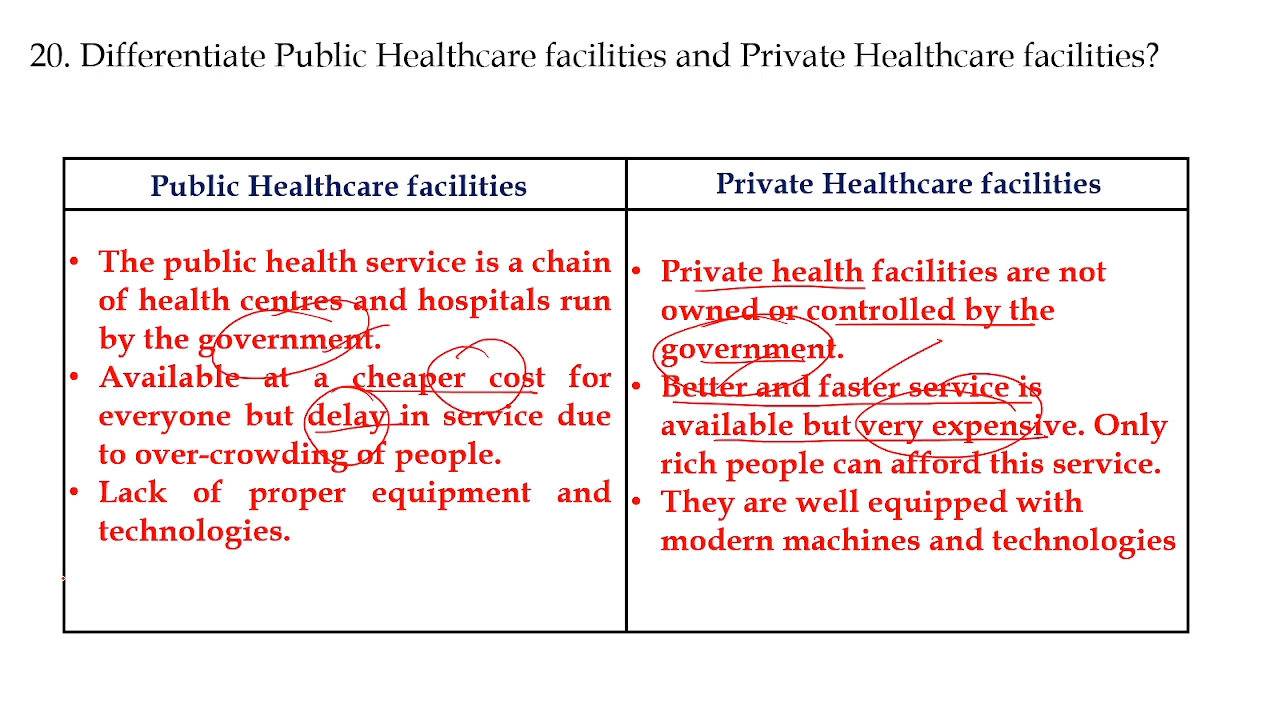 20. Differentiate Public Healthcare facilities and Private Healthcare facilities?
Public Healthcare facilities
• The public health service is a chain
of health centres and hospitals run
by the government.
• Available at a cheaper cost for
everyone but delay in service due
to over-crowding of people.
• Lack of proper equipment and
technologies.
Private Healthcare facilities
• Private health facilities are not
owned or controlled by the
government.
• Better and faster service is
available but very expensive. Only
rich people can afford this service.
• They are well equipped with
modern machines and technologies